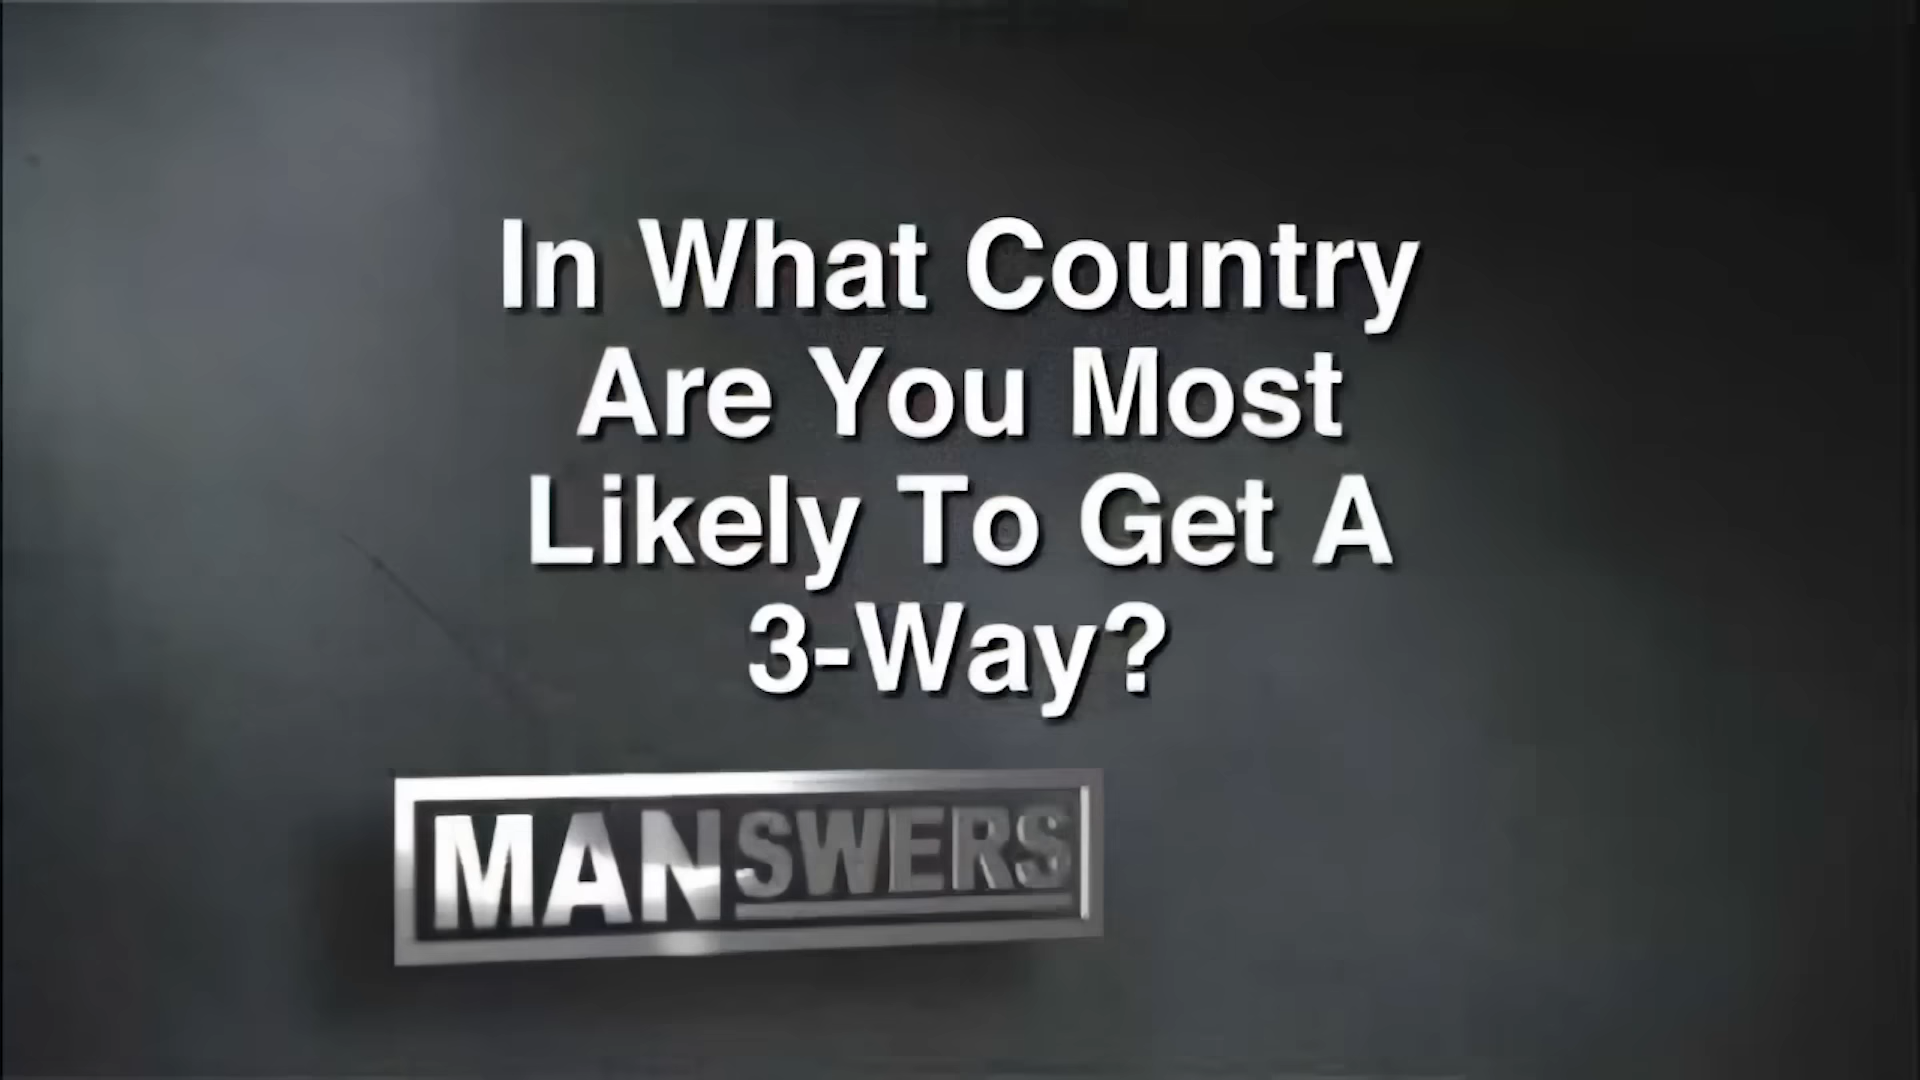 In What Country
Are You Most
Likely To Get A
3-Way?
MANSWERS